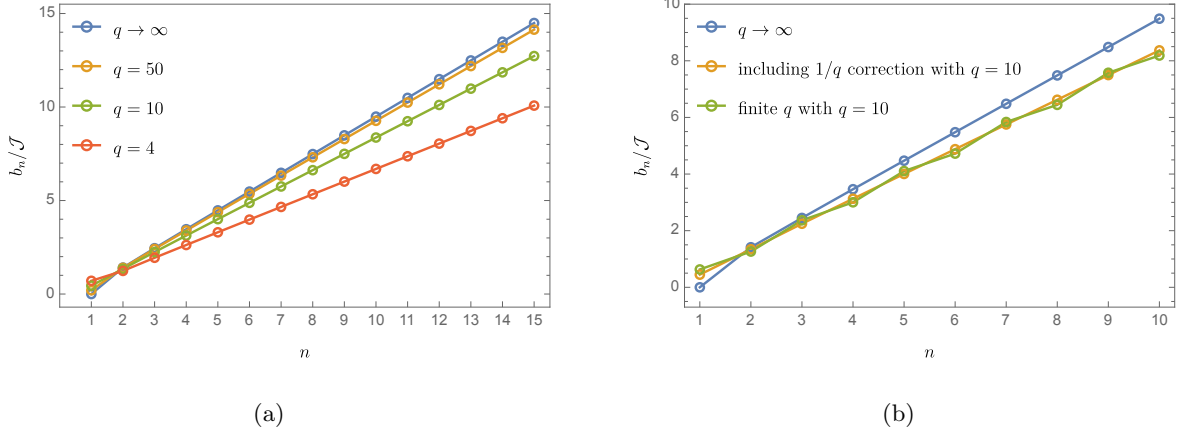 15
10
5
0
b_n/𝒥
q → ∞
q = 50
q = 10
q = 4
1 2 3 4 5 6 7 8 9 10 11 12 13 14 15
n
(a)
10
8
6
4
2
0
b_n/𝒥
q → ∞
including 1/q correction with q = 10
finite q with q = 10
1 2 3 4 5 6 7 8 9 10
n
(b)